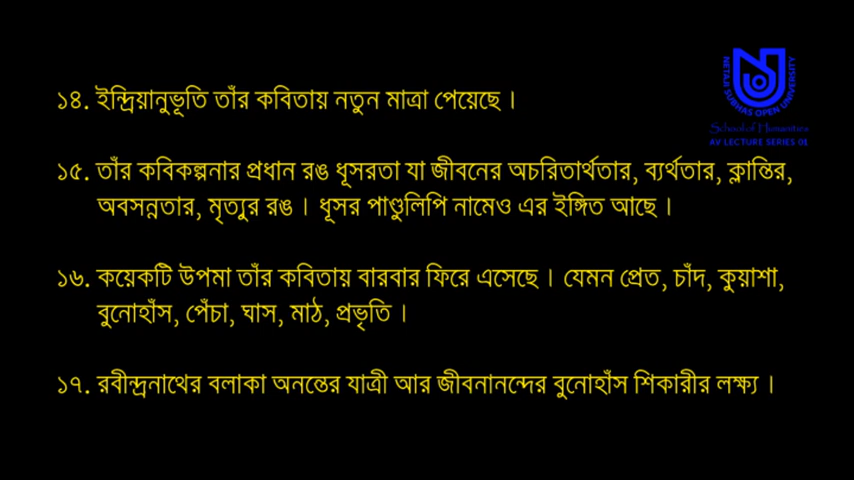 ১৪. ইন্দ্রিয়ানুভূতি তাঁর কবিতায় নতুন মাত্রা পেয়েছে ।
১৫. তাঁর কবিকল্পনার প্রধান রঙ ধূসরতা যা জীবনের অচরিতার্থতার, ব্যর্থতার, ক্লান্তির,
অবসন্নতার, মৃত্যুর রঙ । ধূসর পাণ্ডুলিপি নামেও এর ইঙ্গিত আছে ।
১৬. কয়েকটি উপমা তাঁর কবিতায় বারবার ফিরে এসেছে । যেমন প্রেত, চাঁদ, কুয়াশা,
বুনোহাঁস, পেঁচা, ঘাস, মাঠ, প্রভৃতি ।
১৭. রবীন্দ্রনাথের বলাকা অনন্তের যাত্রী আর জীবনানন্দের বুনোহাঁস শিকারীর লক্ষ্য ।
NETAJI SUBHAS OPEN UNIVERSITY
School of Humanities
AV LECTURE SERIES 01